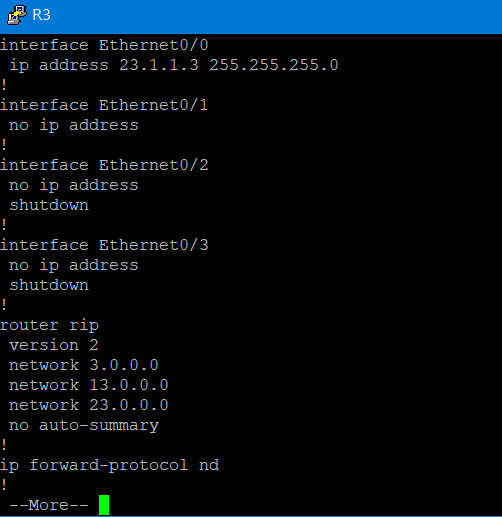 R3
interface Ethernet0/0
 ip address 23.1.1.3 255.255.255.0
!
interface Ethernet0/1
 no ip address
!
interface Ethernet0/2
 no ip address
 shutdown
!
interface Ethernet0/3
 no ip address
 shutdown
!
router rip
 version 2
 network 3.0.0.0
 network 13.0.0.0
 network 23.0.0.0
 no auto-summary
!
ip forward-protocol nd
!
 --More--